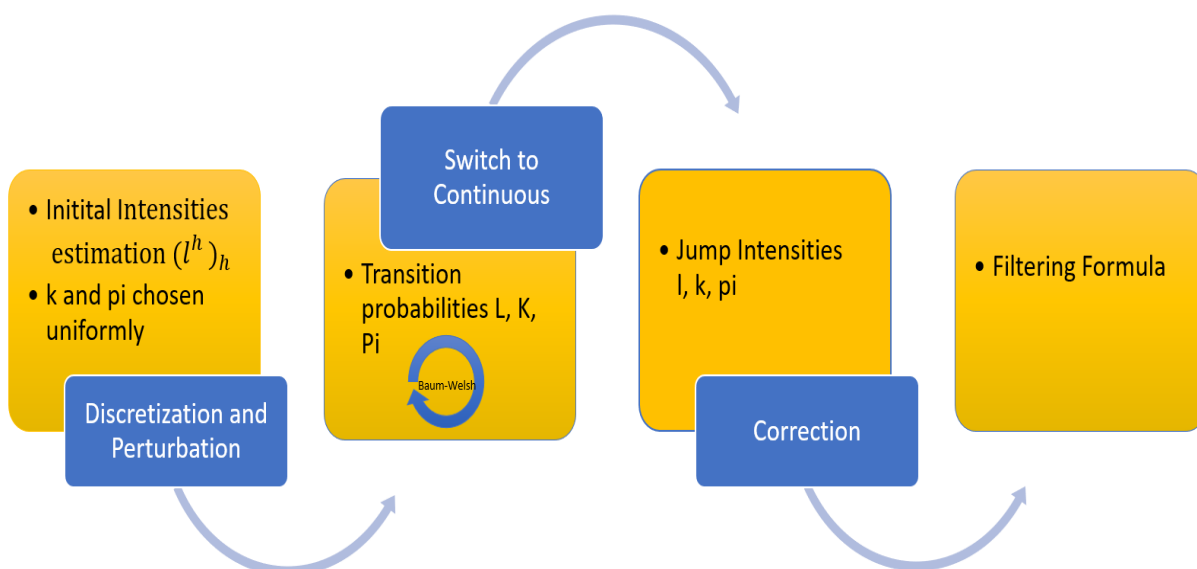 • Initital Intensities
estimation (l^h)_h
• k and pi chosen
uniformly
Discretization and
Perturbation
Switch to
Continuous
• Transition
probabilities L, K,
Pi
Baum-Welsh
• Jump Intensities
l, k, pi
Correction
• Filtering Formula